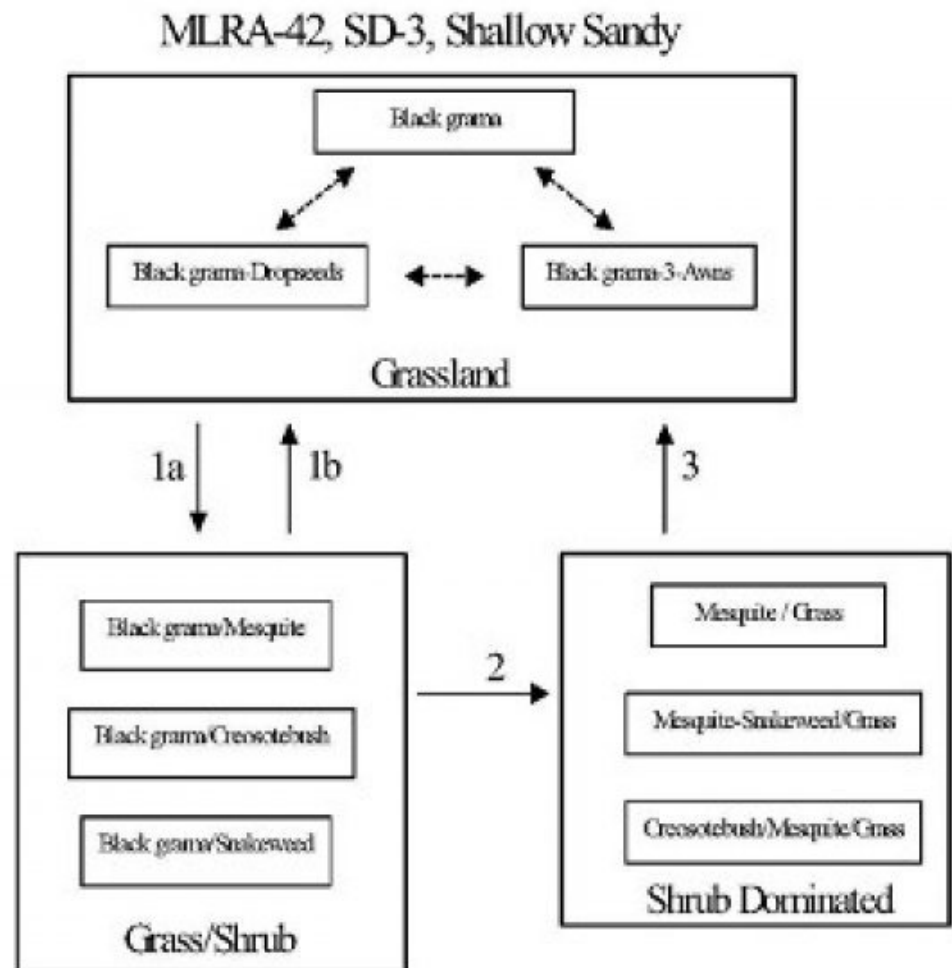 MLRA-42, SD-3, Shallow Sandy
Black grama
Black grama-Dropseeds
Black grama-3-Awns
Grassland
1a
1b
3
Black grama/Mesquite
Black grama/Creosotebush
Black grama/Snakeweed
Grass/Shrub
2
Mesquite / Grass
Mesquite-Snakeweed/Grass
Creosotebush/Mesquite/Grass
Shrub Dominated